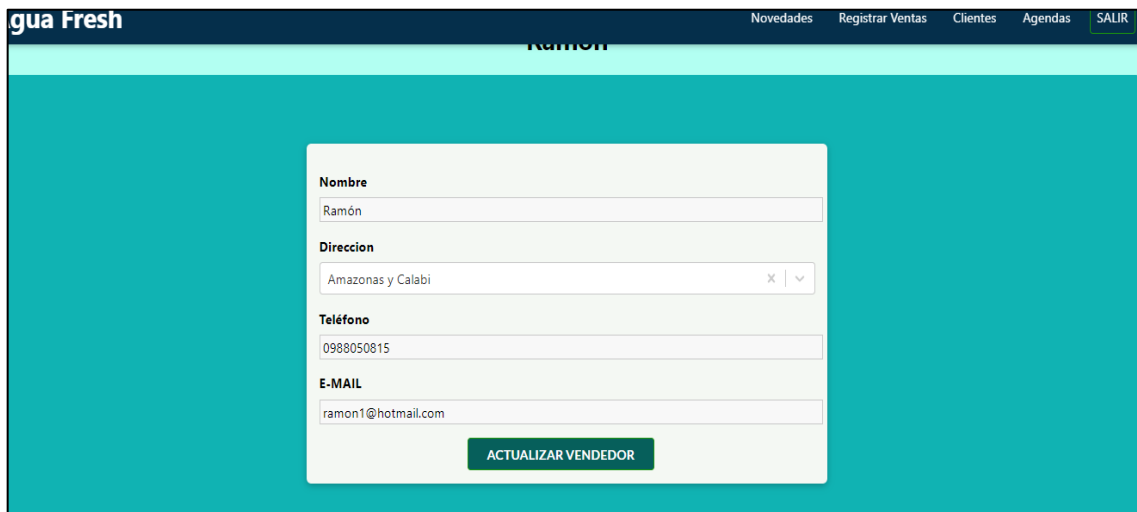 gua Fresh
Novedades Registrar Ventas Clientes Agendas SALIR
Ramón
Nombre
Ramón
Direccion
Amazonas y Calabi
Teléfono
0988050815
E-MAIL
ramon1@hotmail.com
ACTUALIZAR VENDEDOR